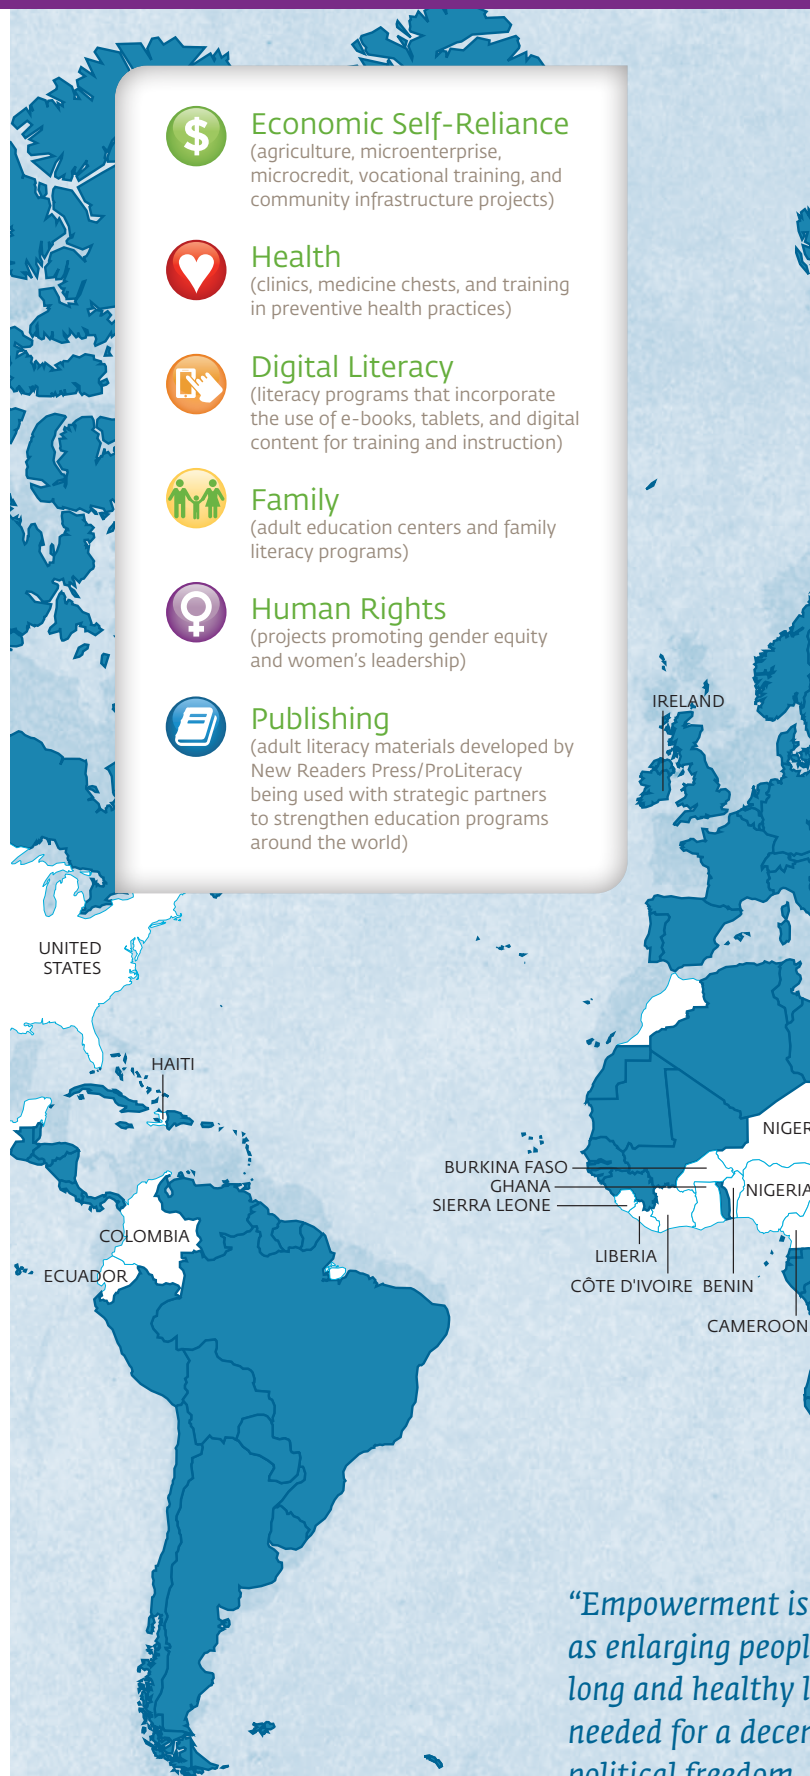 Economic Self-Reliance
(agriculture, microenterprise,
microcredit, vocational training, and
community infrastructure projects)
Health
(clinics, medicine chests, and training
in preventive health practices)
Digital Literacy
(literacy programs that incorporate
the use of e-books, tablets, and digital
content for training and instruction)
Family
(adult education centers and family
literacy programs)
Human Rights
(projects promoting gender equity
and women's leadership)
Publishing
(adult literacy materials developed by
New Readers Press/ProLiteracy
being used with strategic partners
to strengthen education programs
around the world)
IRELAND
UNITED
STATES
HAITI
NIGER
BURKINA FASO
GHANA
SIERRA LEONE
NIGERIA
COLOMBIA
ECUADOR
LIBERIA
CÔTE D'IVOIRE
BENIN
CAMEROON
“Empowerment is
as enlarging
long and healthy
needed for a
political freedom